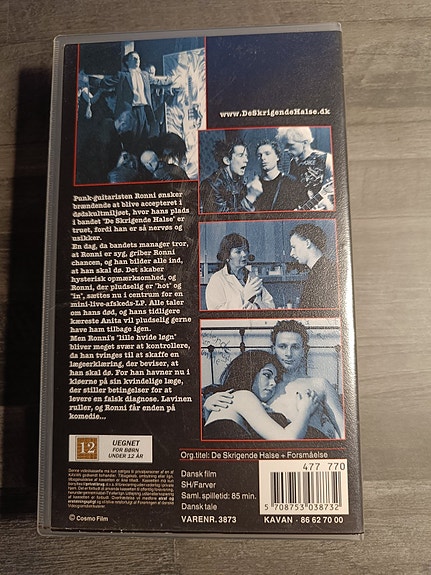 www.DeSkrigendeHalse.dk
Punk-guitaristen Ronni ønsker
brændende at blive accepteret i
dødskultmiljøet, hvor hans plads
i bandet "De Skrigende Halse" er
truet, fordi han er så nervøs og
usikker.
En dag, da bandets manager tror,
at Ronni er syg, griber Ronni
chancen, og han bilder alle ind,
at han skal dø. Det skaber
hysterisk opmærksomhed, og
Ronni, der pludselig er "hot" og
"in", sættes nu i centrum for en
mini-live-afskeds-LP. Alle taler
om hans død, og hans tidligere
kæreste Anita vil pludselig gerne
have ham tilbage igen.
Men Ronni's "lille hvide løgn"
bliver meget svær at kontrollere,
da han tvinges til at skaffe en
lægeerklæring, der beviser, at
han skal dø. For han havner nu i
kløerne på sin kvindelige læge,
der stiller betingelser for at
levere en falsk diagnose. Lavinen
ruller, og Ronni får enden på
komedie...
12
UEGNET
FOR BØRN
UNDER 12 ÅR
© Cosmo Film
Org.titel: De Skrigende Halse + Forsmåelse
Dansk film
SH/Farver
Saml.spilletid: 85 min.
Dansk tale
VARENR. 3873
477 770
5 708753 038732
KAVAN - 86 62 70 00